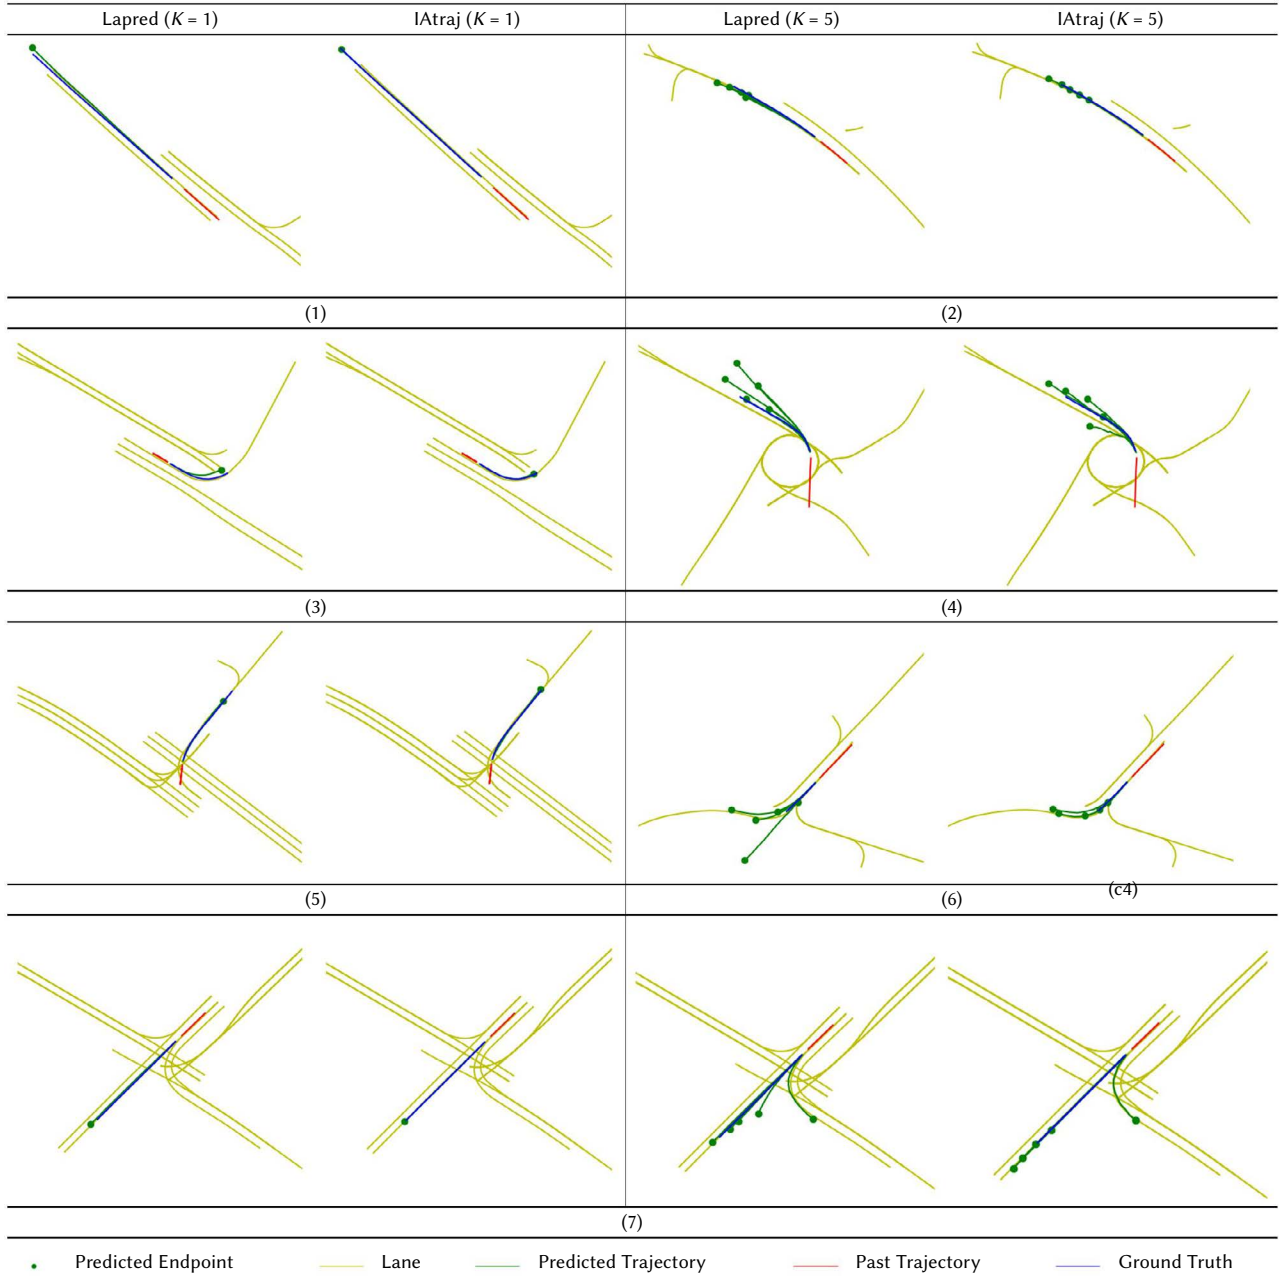 Lapred (K = 1) IAtraj (K = 1) Lapred (K = 5) IAtraj (K = 5)
(1) (2)
(3) (4)
(5) (6) (c4)
(7)
Predicted Endpoint Lane Predicted Trajectory Past Trajectory Ground Truth